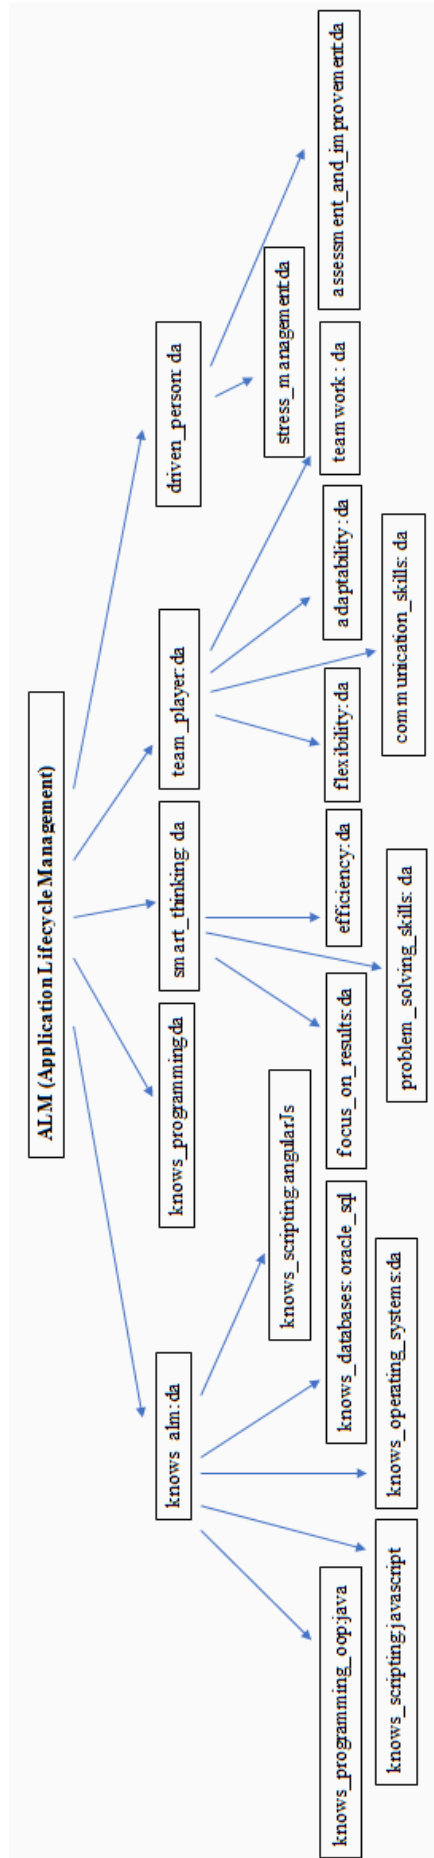 ALM (Application Lifecycle Management)
knows alm:da
knows_programming:da
smart_thinking: da
team_player: da
driven_person: da
knows_programming_oop:java
knows_scripting:javascript
knows_operating_systems:da
knows_databases: oracle_sql
knows_scripting:angularJs
focus_on_results: da
problem_solving_skills: da
efficiency: da
flexibility: da
communication_skills: da
adaptability: da
teamwork : da
stress_management:da
assessment_and_improvement:da